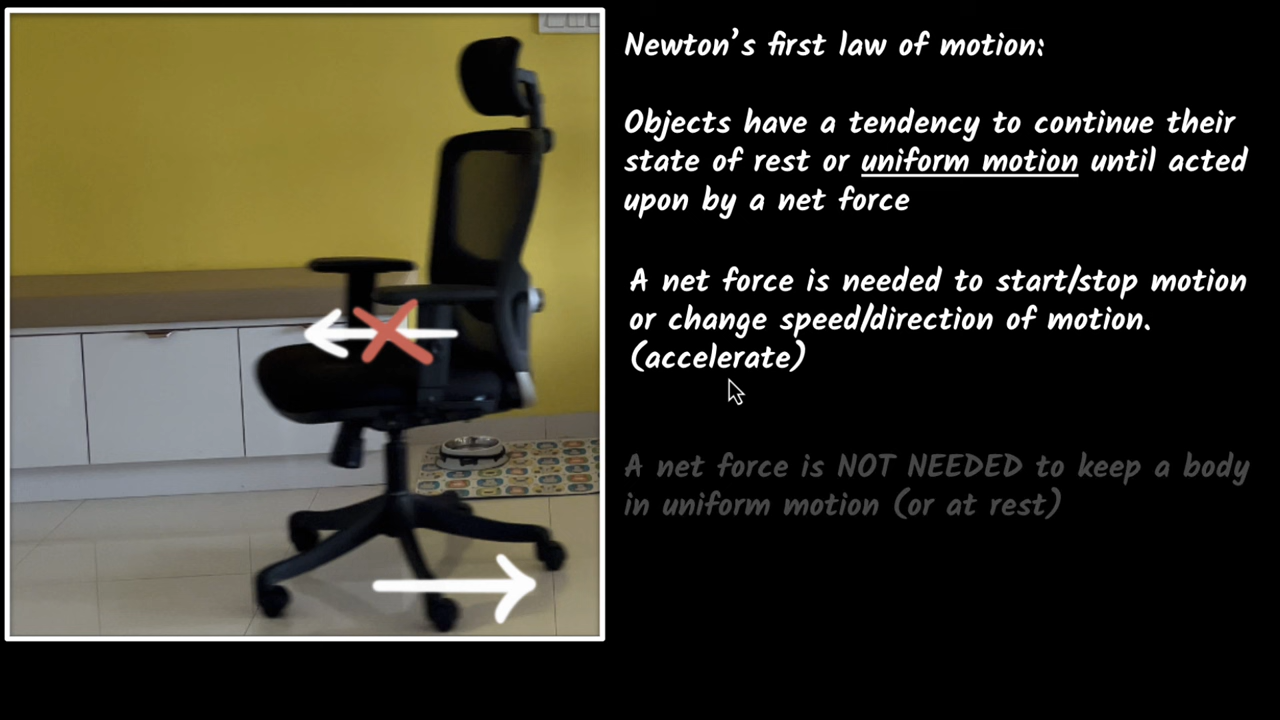 Newton's first law of motion:
Objects have a tendency to continue their
state of rest or uniform motion until acted
upon by a net force
A net force is needed to start/stop motion
or change speed/direction of motion.
(accelerate)
A net force is NOT NEEDED to keep a body
in uniform motion (or at rest)